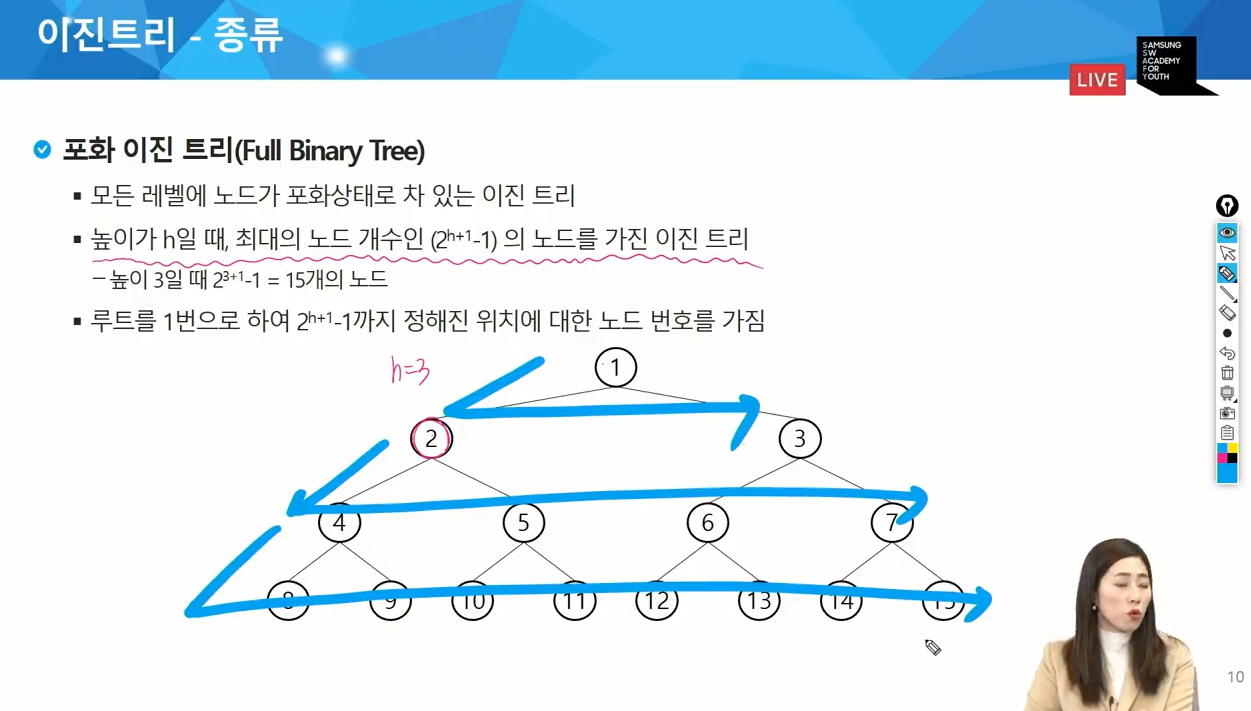 이진트리 - 종류
SAMSUNG
SW
ACADEMY
FOR
YOUTH
LIVE
포화 이진 트리(Full Binary Tree)
▪ 모든 레벨에 노드가 포화상태로 차 있는 이진 트리
▪ 높이가 h일 때, 최대의 노드 개수인 (2ʰ⁺¹-1) 의 노드를 가진 이진 트리
– 높이 3일 때 2³⁺¹-1 = 15개의 노드
▪ 루트를 1번으로 하여 2ʰ⁺¹-1까지 정해진 위치에 대한 노드 번호를 가짐
h=3
1
2 3
4 5 6 7
8 9 10 11 12 13 14 15
10